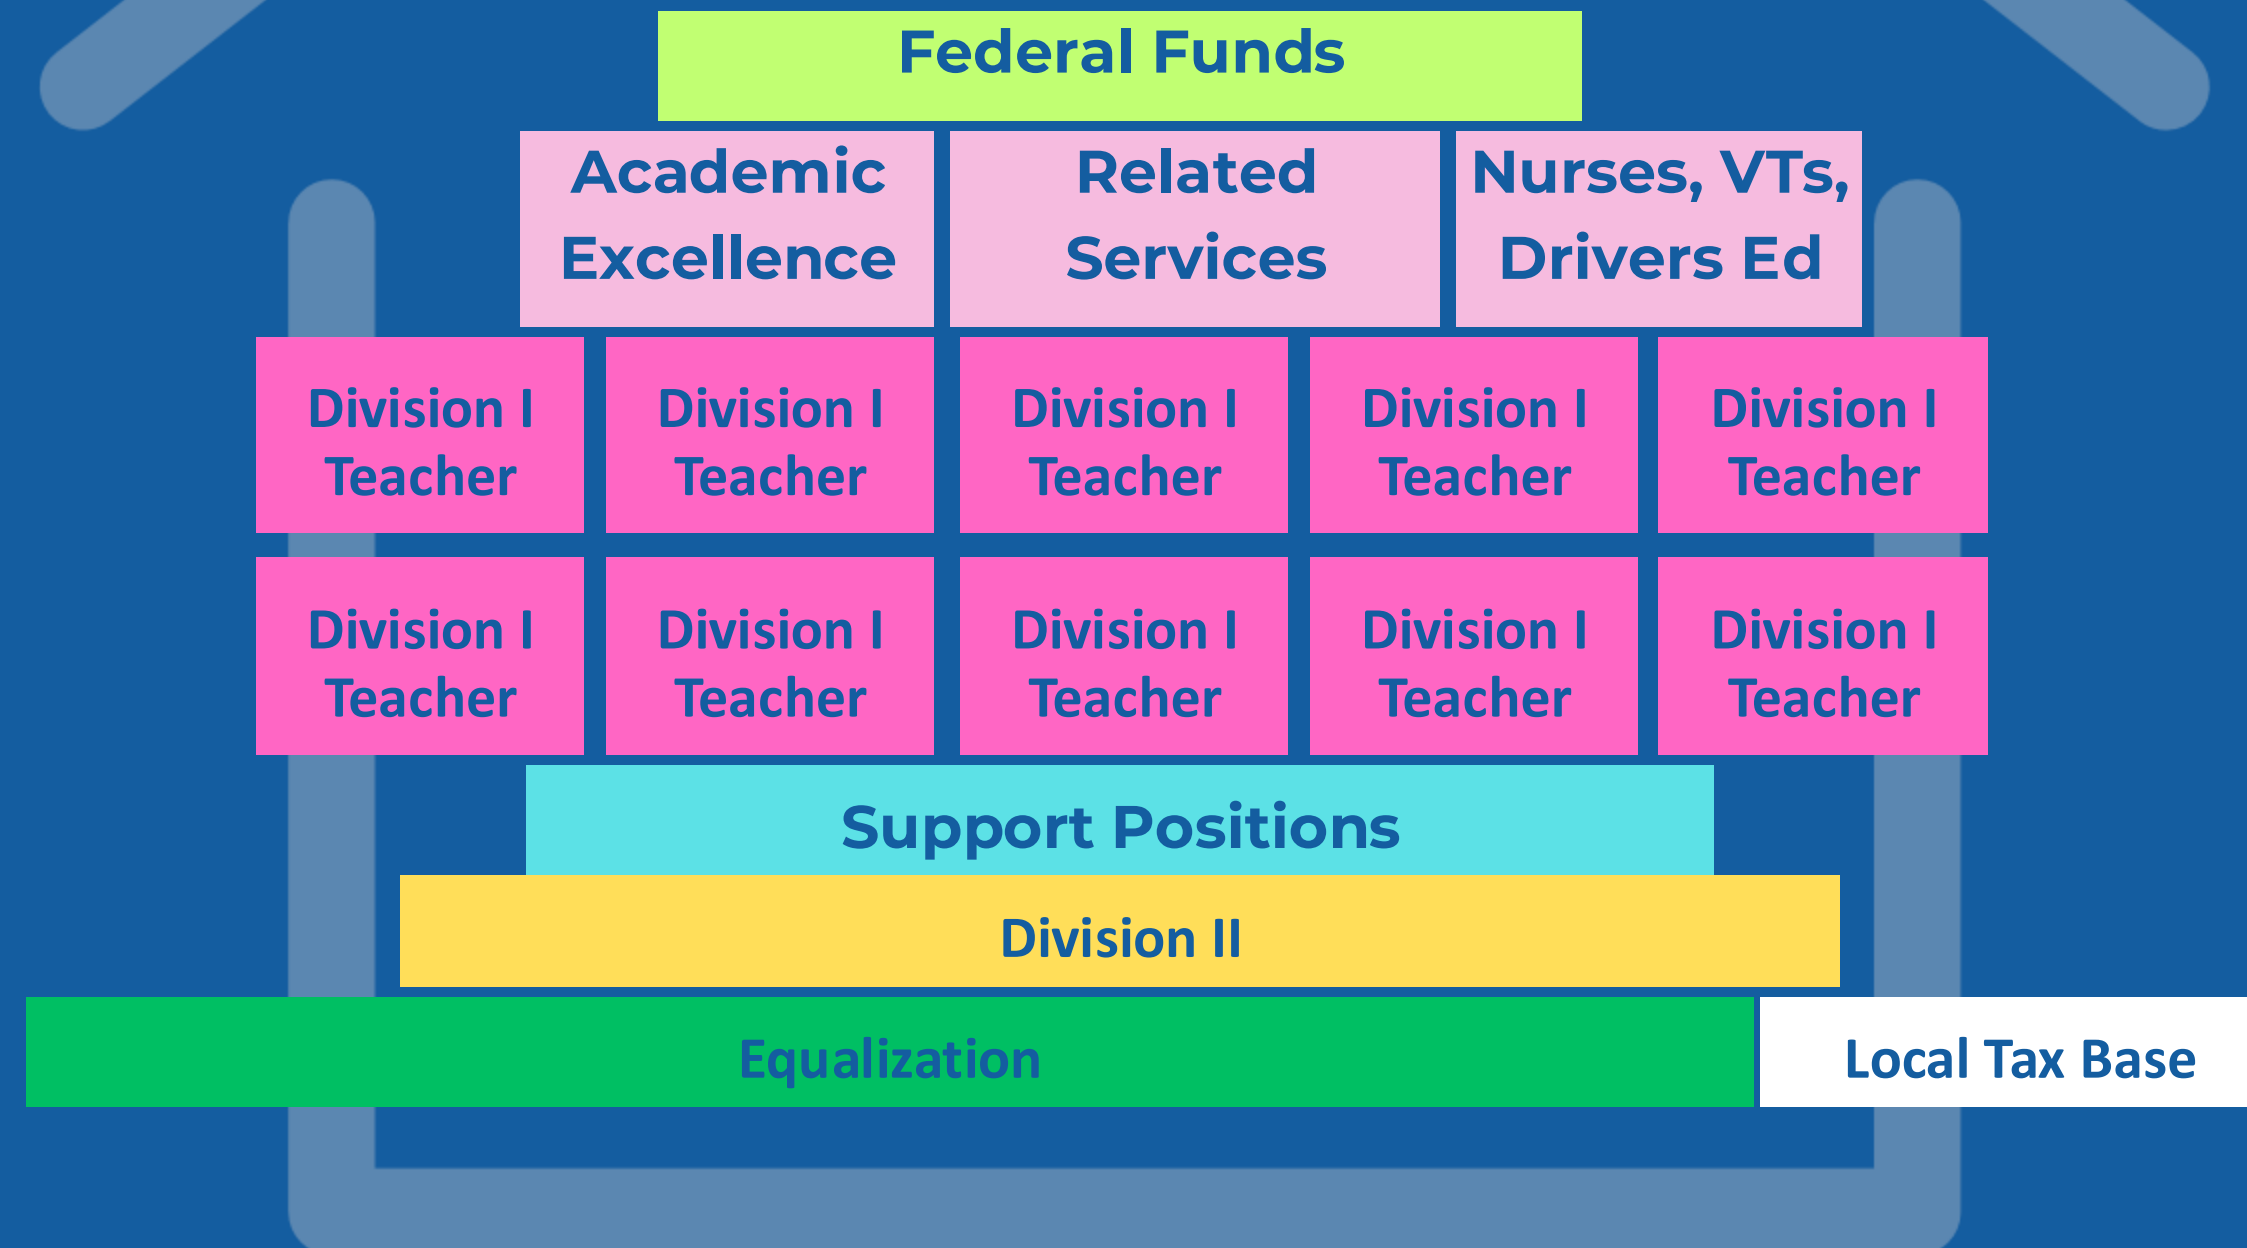 Federal Funds
Academic
Excellence
Related
Services
Nurses, VTs,
Drivers Ed
Division I
Teacher
Division I
Teacher
Division I
Teacher
Division I
Teacher
Division I
Teacher
Division I
Teacher
Division I
Teacher
Division I
Teacher
Division I
Teacher
Division I
Teacher
Support Positions
Division II
Equalization
Local Tax Base